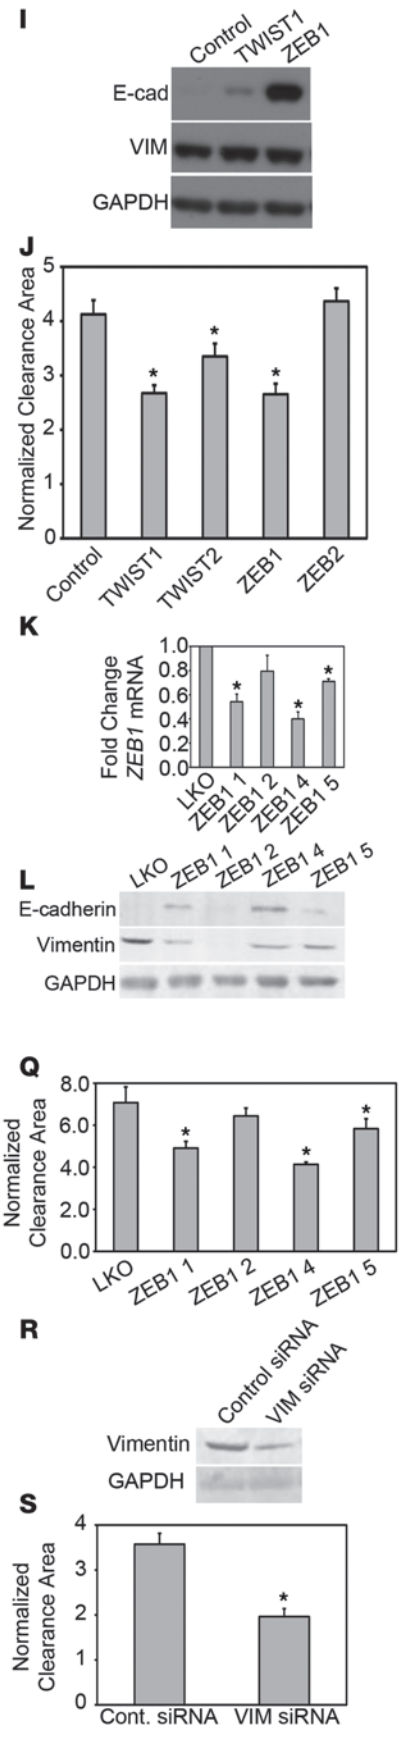 I
Control
TWIST1
ZEB1
E-cad
VIM
GAPDH
J
Normalized Clearance Area
5
4
3
2
1
0
*
*
*
Control
TWIST1
TWIST2
ZEB1
ZEB2
K
Fold Change
ZEB1 mRNA
1.0
0.8
0.6
0.4
0.2
0.0
*
*
*
LKO
ZEB1 1
ZEB1 2
ZEB1 4
ZEB1 5
L
LKO
ZEB1 1
ZEB1 2
ZEB1 4
ZEB1 5
E-cadherin
Vimentin
GAPDH
Q
Normalized
Clearance Area
8.0
6.0
4.0
2.0
0.0
*
*
*
LKO
ZEB1 1
ZEB1 2
ZEB1 4
ZEB1 5
R
Control siRNA
VIM siRNA
Vimentin
GAPDH
S
Normalized
Clearance Area
4
3
2
1
0
*
Cont. siRNA
VIM siRNA